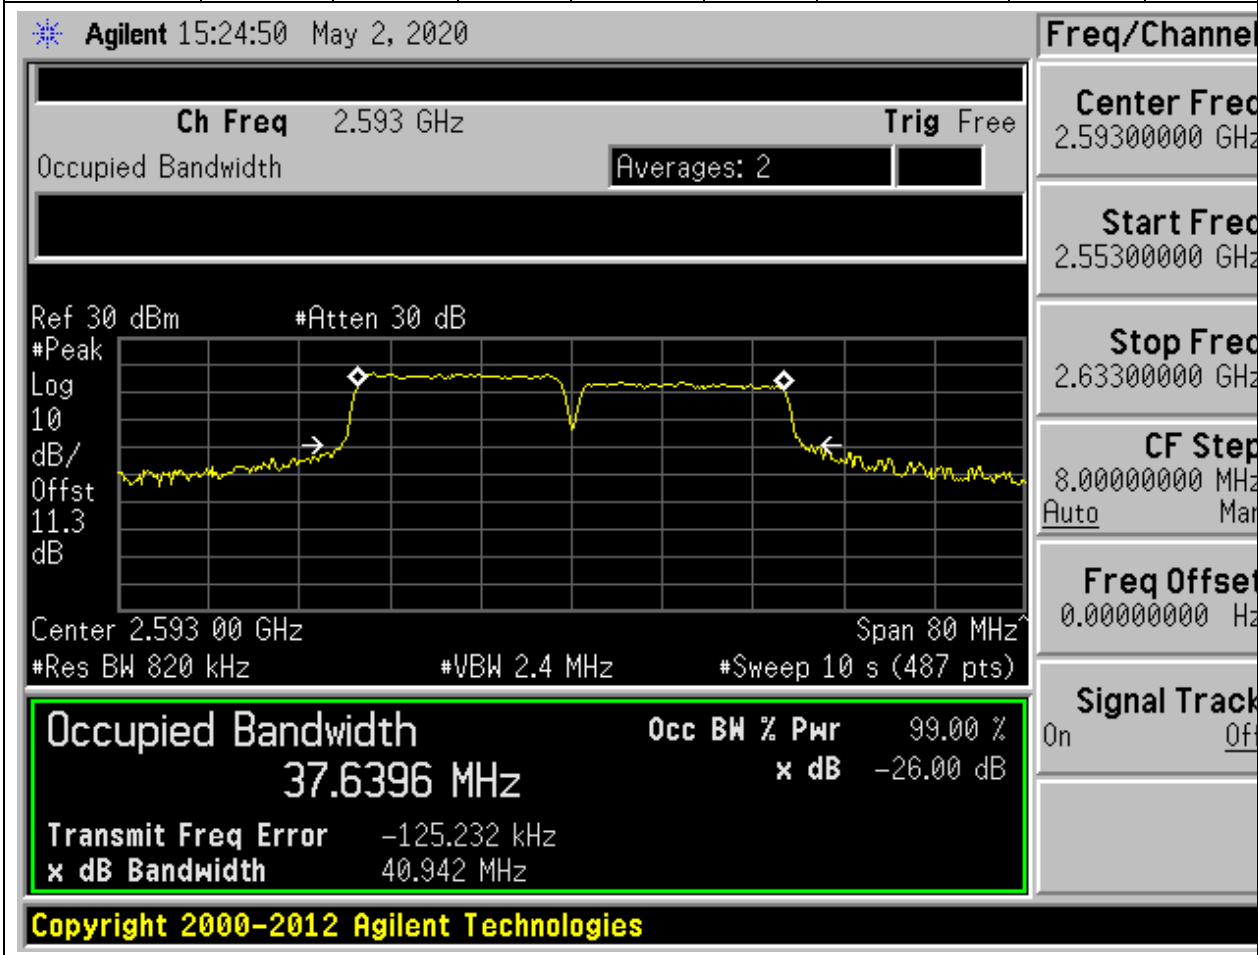 Agilent 15:24:50 May 2, 2020
Freq/Channel
Ch Freq 2.593 GHz Trig Free
Occupied Bandwidth Averages: 2
Center Freq
2.59300000 GHz
Start Freq
2.55300000 GHz
Stop Freq
2.63300000 GHz
CF Step
8.00000000 MHz
Auto Man
Freq Offset
0.00000000 Hz
Signal Track
On Off
Ref 30 dBm #Atten 30 dB
#Peak
Log
10
dB/
Offst
11.3
dB
Center 2.593 00 GHz Span 80 MHz^
#Res BW 820 kHz #VBW 2.4 MHz #Sweep 10 s (487 pts)
Occupied Bandwidth Occ BW % Pwr 99.00 %
37.6396 MHz x dB -26.00 dB
Transmit Freq Error -125.232 kHz
x dB Bandwidth 40.942 MHz
Copyright 2000-2012 Agilent Technologies